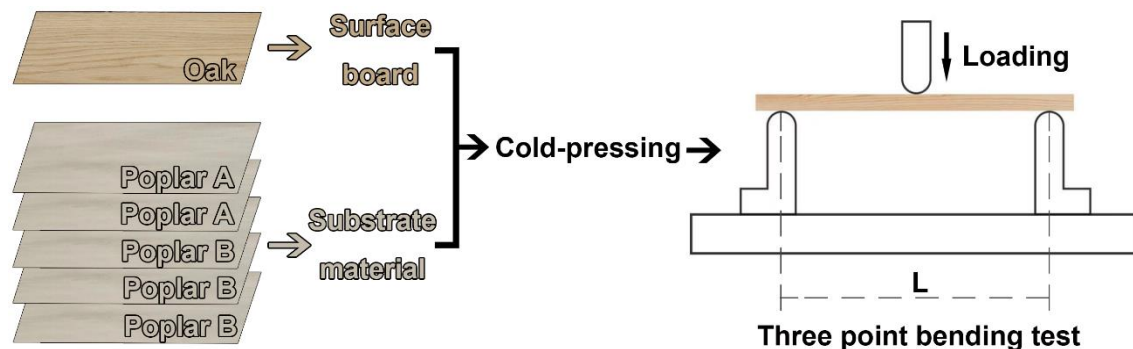 Oak
Surface
board
Poplar A
Poplar A
Poplar B
Poplar B
Poplar B
Substrate
material
Cold-pressing
Loading
L
Three point bending test